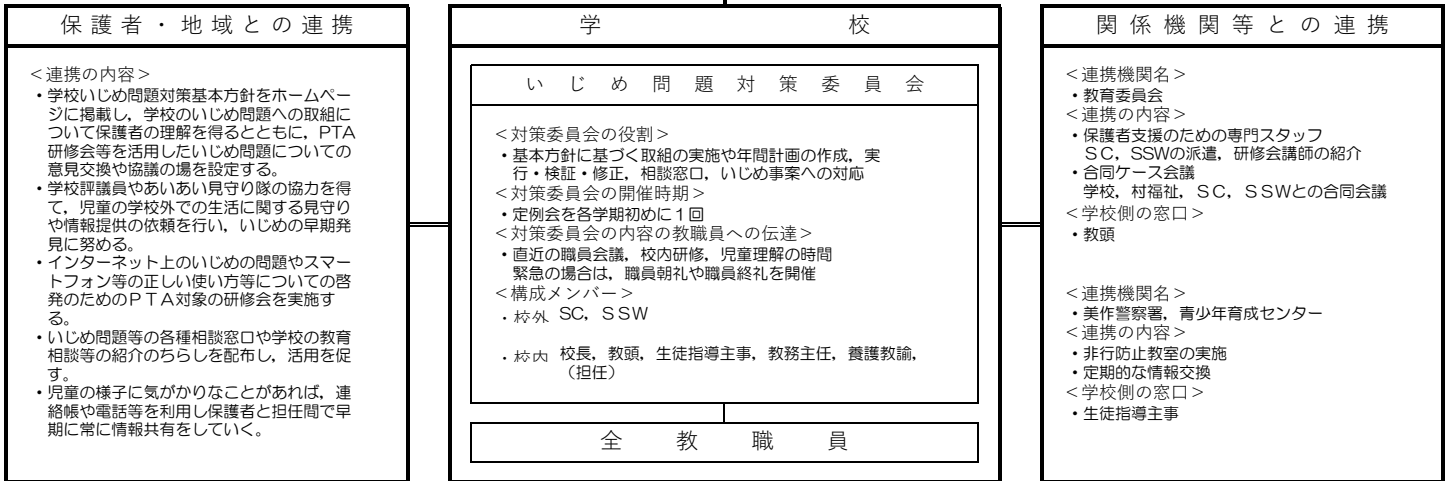 保護者・地域との連携
＜連携の内容＞
・学校いじめ問題対策基本方針をホームペー
ジに掲載し，学校のいじめ問題への取組に
ついて保護者の理解を得るとともに，PTA
研修会等を活用したいじめ問題についての
意見交換や協議の場を設定する。
・学校評議員やあいあい見守り隊の協力を得
て，児童の学校外での生活に関する見守り
や情報提供の依頼を行い，いじめの早期発
見に努める。
・インターネット上のいじめの問題やスマー
トフォン等の正しい使い方等についての啓
発のためのＰＴＡ対象の研修会を実施す
る。
・いじめ問題等の各種相談窓口や学校の教育
相談等の紹介のちらしを配布し，活用を促
す。
・児童の様子に気がかりなことがあれば，連
絡帳や電話等を利用し保護者と担任間で早
期に常に情報共有をしていく。
学校
いじめ問題対策委員会
＜対策委員会の役割＞
・基本方針に基づく取組の実施や年間計画の作成，実
行・検証・修正，相談窓口，いじめ事案への対応
＜対策委員会の開催時期＞
・定例会を各学期初めに１回
＜対策委員会の内容の教職員への伝達＞
・直近の職員会議，校内研修，児童理解の時間
緊急の場合は，職員朝礼や職員終礼を開催
＜構成メンバー＞
・校外 SC，ＳＳＷ
・校内 校長，教頭，生徒指導主事，教務主任，養護教諭，
（担任）
全教職員
関係機関等との連携
＜連携機関名＞
・教育委員会
＜連携の内容＞
・保護者支援のための専門スタッフ
ＳＣ，SSWの派遣，研修会講師の紹介
・合同ケース会議
学校，村福祉，ＳＣ，ＳＳＷとの合同会議
＜学校側の窓口＞
・教頭
＜連携機関名＞
・美作警察署，青少年育成センター
＜連携の内容＞
・非行防止教室の実施
・定期的な情報交換
＜学校側の窓口＞
・生徒指導主事